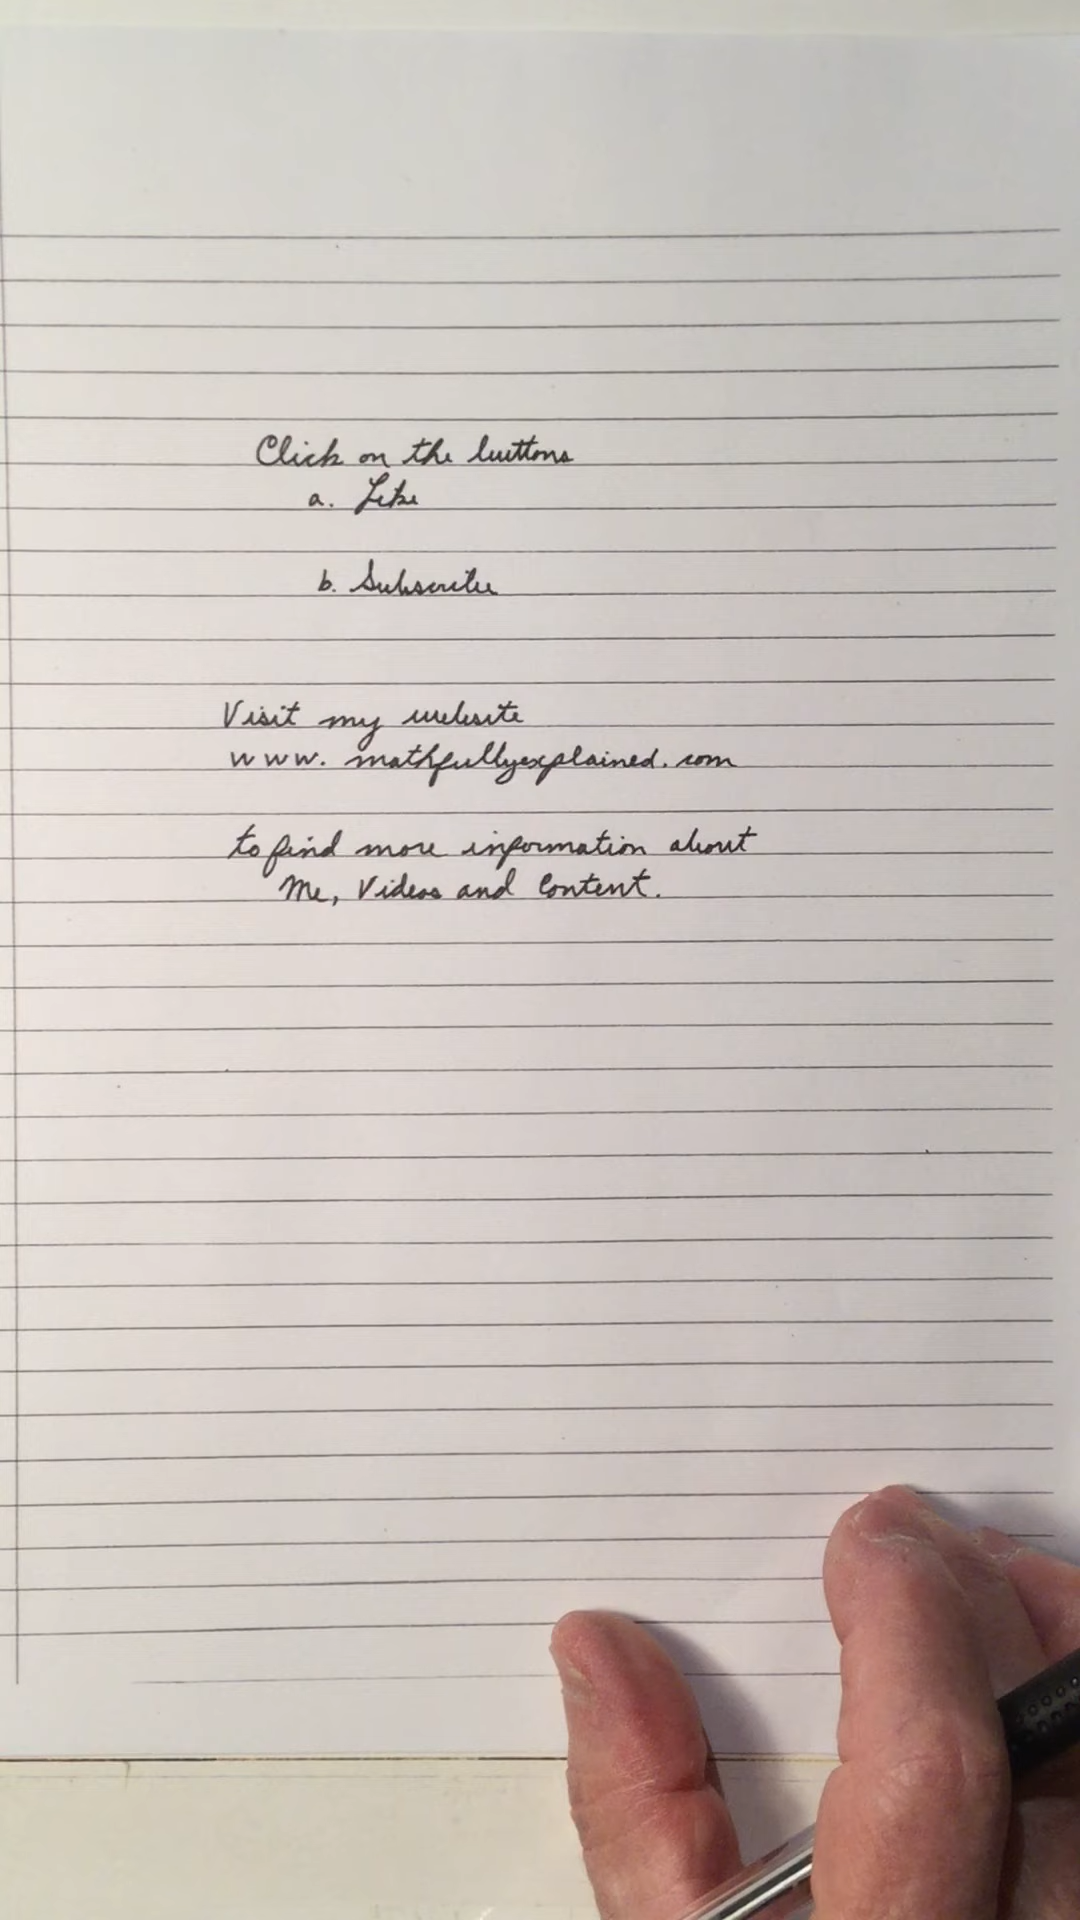 Click on the buttons
a. Like
b. Subscribe
Visit my website
www.mathfullyexplained.com
to find more information about
Me, Videos and Content.